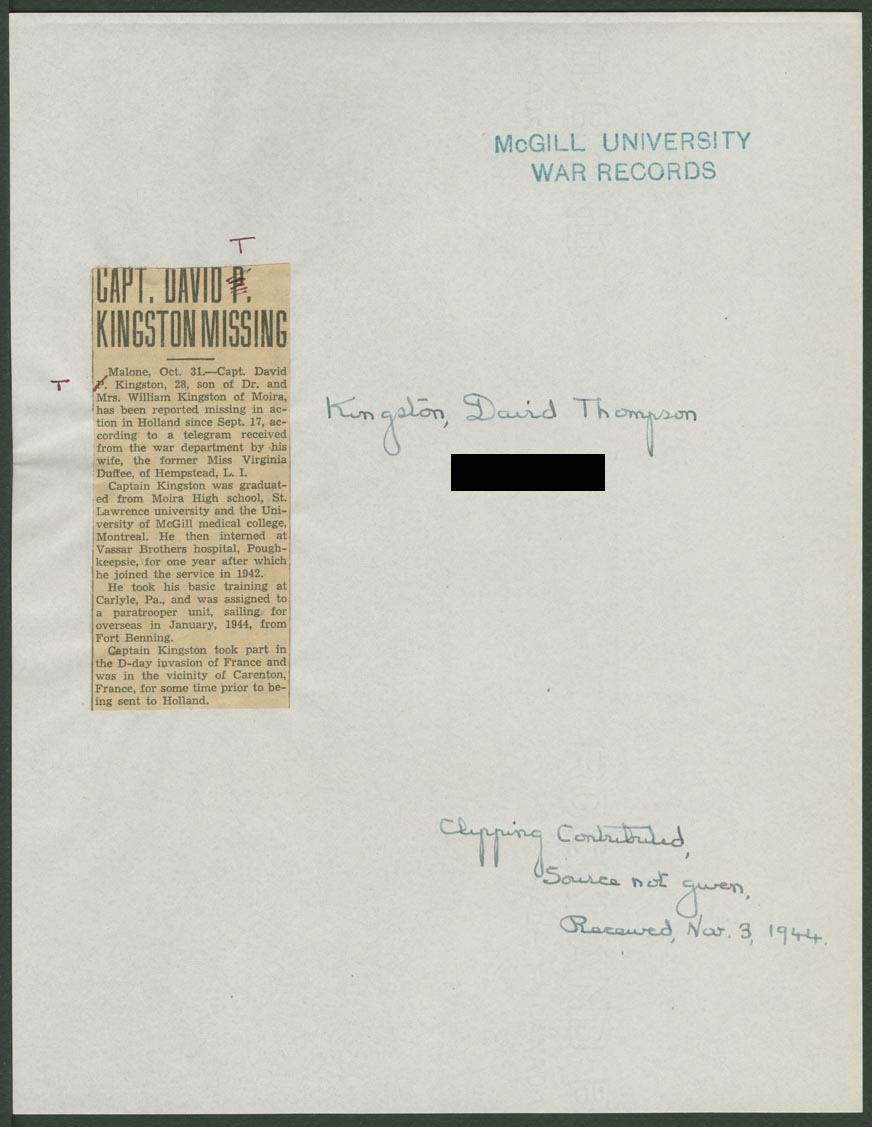 McGILL UNIVERSITY
WAR RECORDS
T
CAPT. DAVID P.
KINGSTON MISSING
Malone, Oct. 31.—Capt. David
T
P. Kingston, 28, son of Dr. and
Mrs. William Kingston of Moira,
has been reported missing in ac-
tion in Holland since Sept. 17, ac-
cording to a telegram received
from the war department by his
wife, the former Miss Virginia
Duffee, of Hempstead, L. I.
Captain Kingston was graduat-
ed from Moira High school, St.
Lawrence university and the Uni-
versity of McGill medical college,
Montreal. He then interned at
Vassar Brothers hospital, Pough-
keepsie, for one year after which
he joined the service in 1942.
He took his basic training at
Carlyle, Pa., and was assigned to
a paratrooper unit, sailing for
overseas in January, 1944, from
Fort Benning.
Captain Kingston took part in
the D-day invasion of France and
was in the vicinity of Carenton,
France, for some time prior to be-
ing sent to Holland.
Kingston, David Thompson
Clipping Contributed,
Source not given,
Received, Nov. 3, 1944.